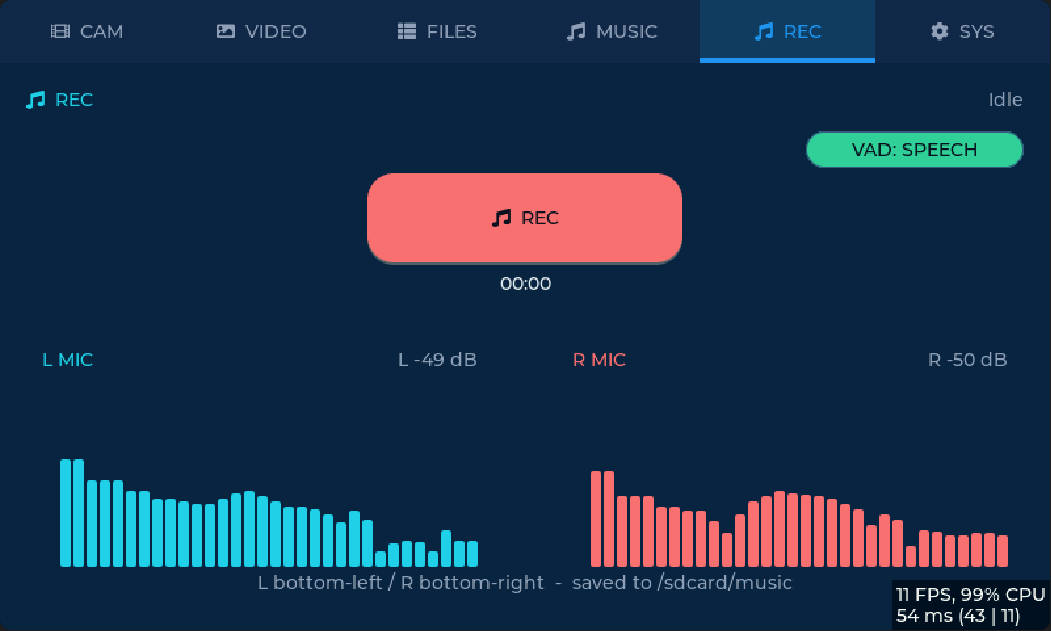 CAM VIDEO FILES MUSIC REC SYS
REC Idle
VAD: SPEECH
REC
00:00
L MIC L -49 dB R MIC R -50 dB
L bottom-left / R bottom-right - saved to /sdcard/music
11 FPS, 99% CPU
54 ms (43 | 11)